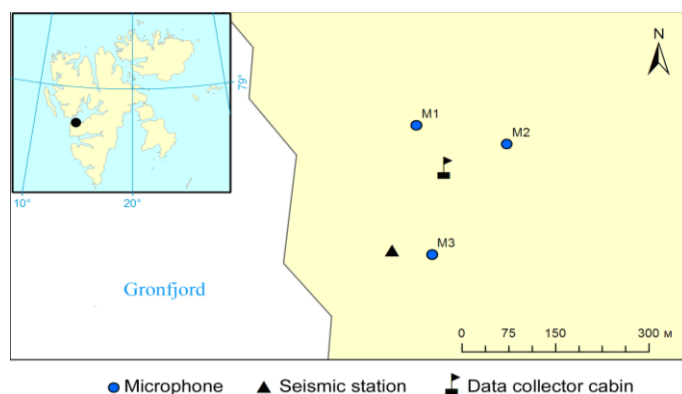 N
79°
M1
M2
10°
20°
M3
Gronfjord
0 75 150 300 м
Microphone Seismic station Data collector cabin